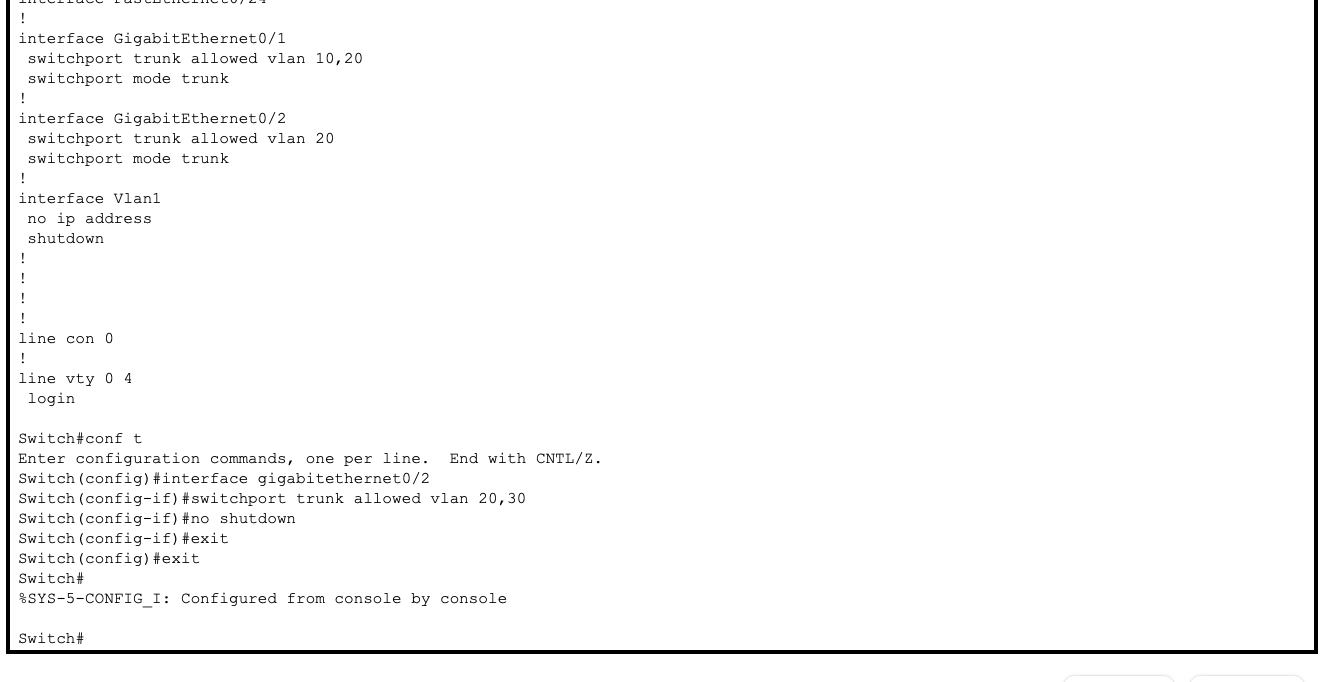 interface FastEthernet0/24
!
interface GigabitEthernet0/1
 switchport trunk allowed vlan 10,20
 switchport mode trunk
!
interface GigabitEthernet0/2
 switchport trunk allowed vlan 20
 switchport mode trunk
!
interface Vlan1
 no ip address
 shutdown
!
!
!
!
line con 0
!
line vty 0 4
 login
Switch#conf t
Enter configuration commands, one per line.  End with CNTL/Z.
Switch(config)#interface gigabitethernet0/2
Switch(config-if)#switchport trunk allowed vlan 20,30
Switch(config-if)#no shutdown
Switch(config-if)#exit
Switch(config)#exit
Switch#
%SYS-5-CONFIG_I: Configured from console by console
Switch#